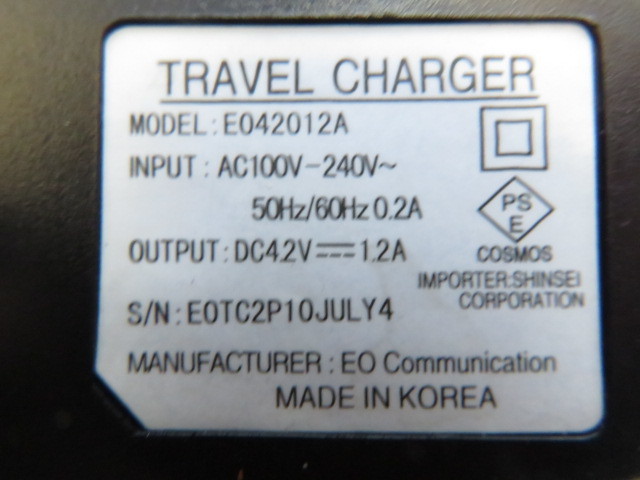 TRAVEL CHARGER
MODEL: E042012A
INPUT : AC100V-240V~
50Hz/60Hz 0.2A
OUTPUT: DC4.2V⎓1.2A
S/N: E0TC2P10JULY4
PS
E
COSMOS
IMPORTER:SHINSEI
CORPORATION
MANUFACTURER : EO Communication
MADE IN KOREA